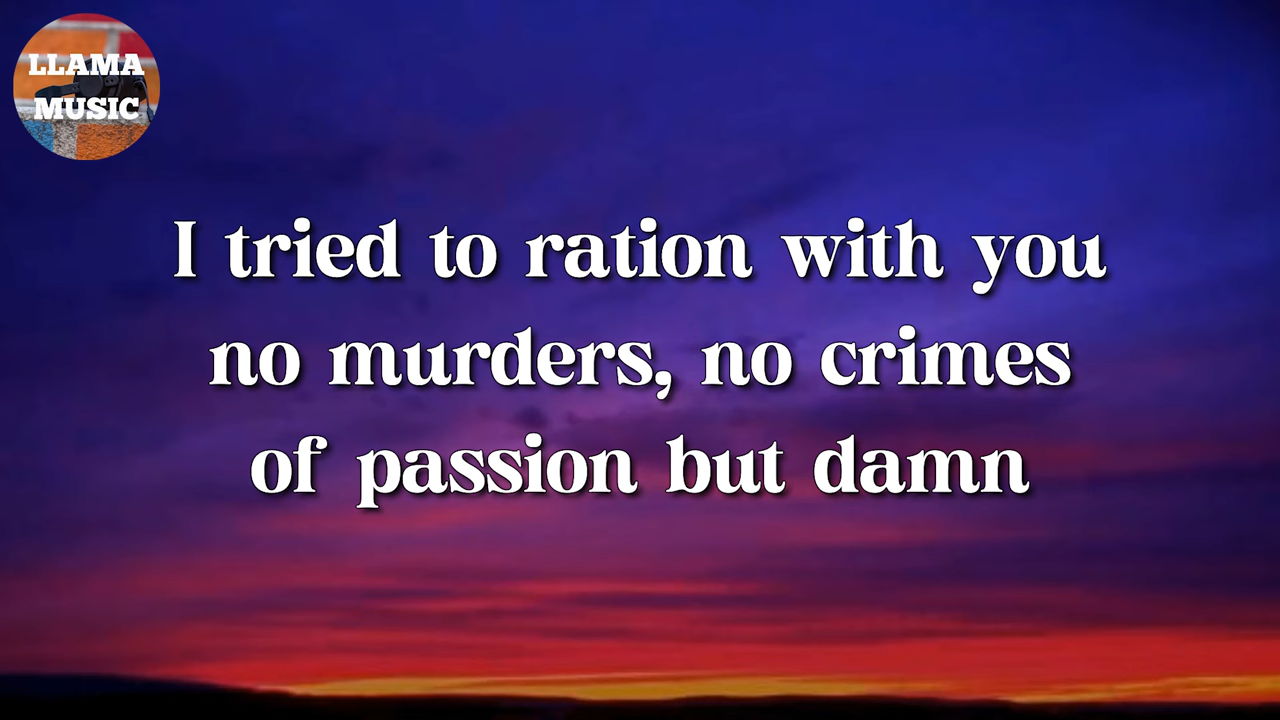 LLAMA
MUSIC
I tried to ration with you
no murders, no crimes
of passion but damn